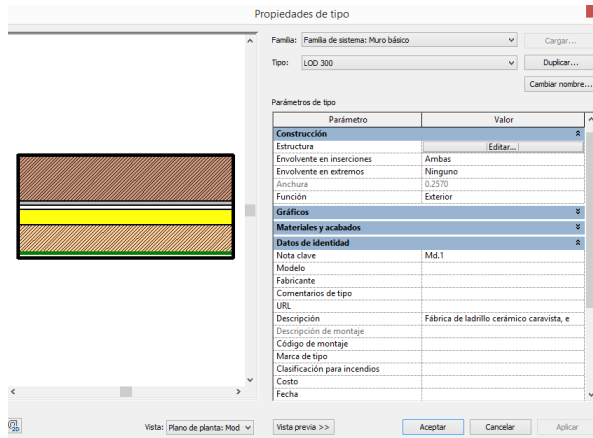 Propiedades de tipo
Familia: Familia de sistema: Muro básico Cargar...
Tipo: LOD 300 Duplicar...
Cambiar nombre...
Parámetros de tipo
Parámetro Valor
Construcción
Estructura Editar...
Envolvente en inserciones Ambas
Envolvente en extremos Ninguno
Anchura 0.2570
Función Exterior
Gráficos
Materiales y acabados
Datos de identidad
Nota clave Md.1
Modelo
Fabricante
Comentarios de tipo
URL
Descripción Fábrica de ladrillo cerámico caravista, e
Descripción de montaje
Código de montaje
Marca de tipo
Clasificación para incendios
Costo
Fecha
2D Vista: Plano de planta: Mod Vista previa >> Aceptar Cancelar Aplicar